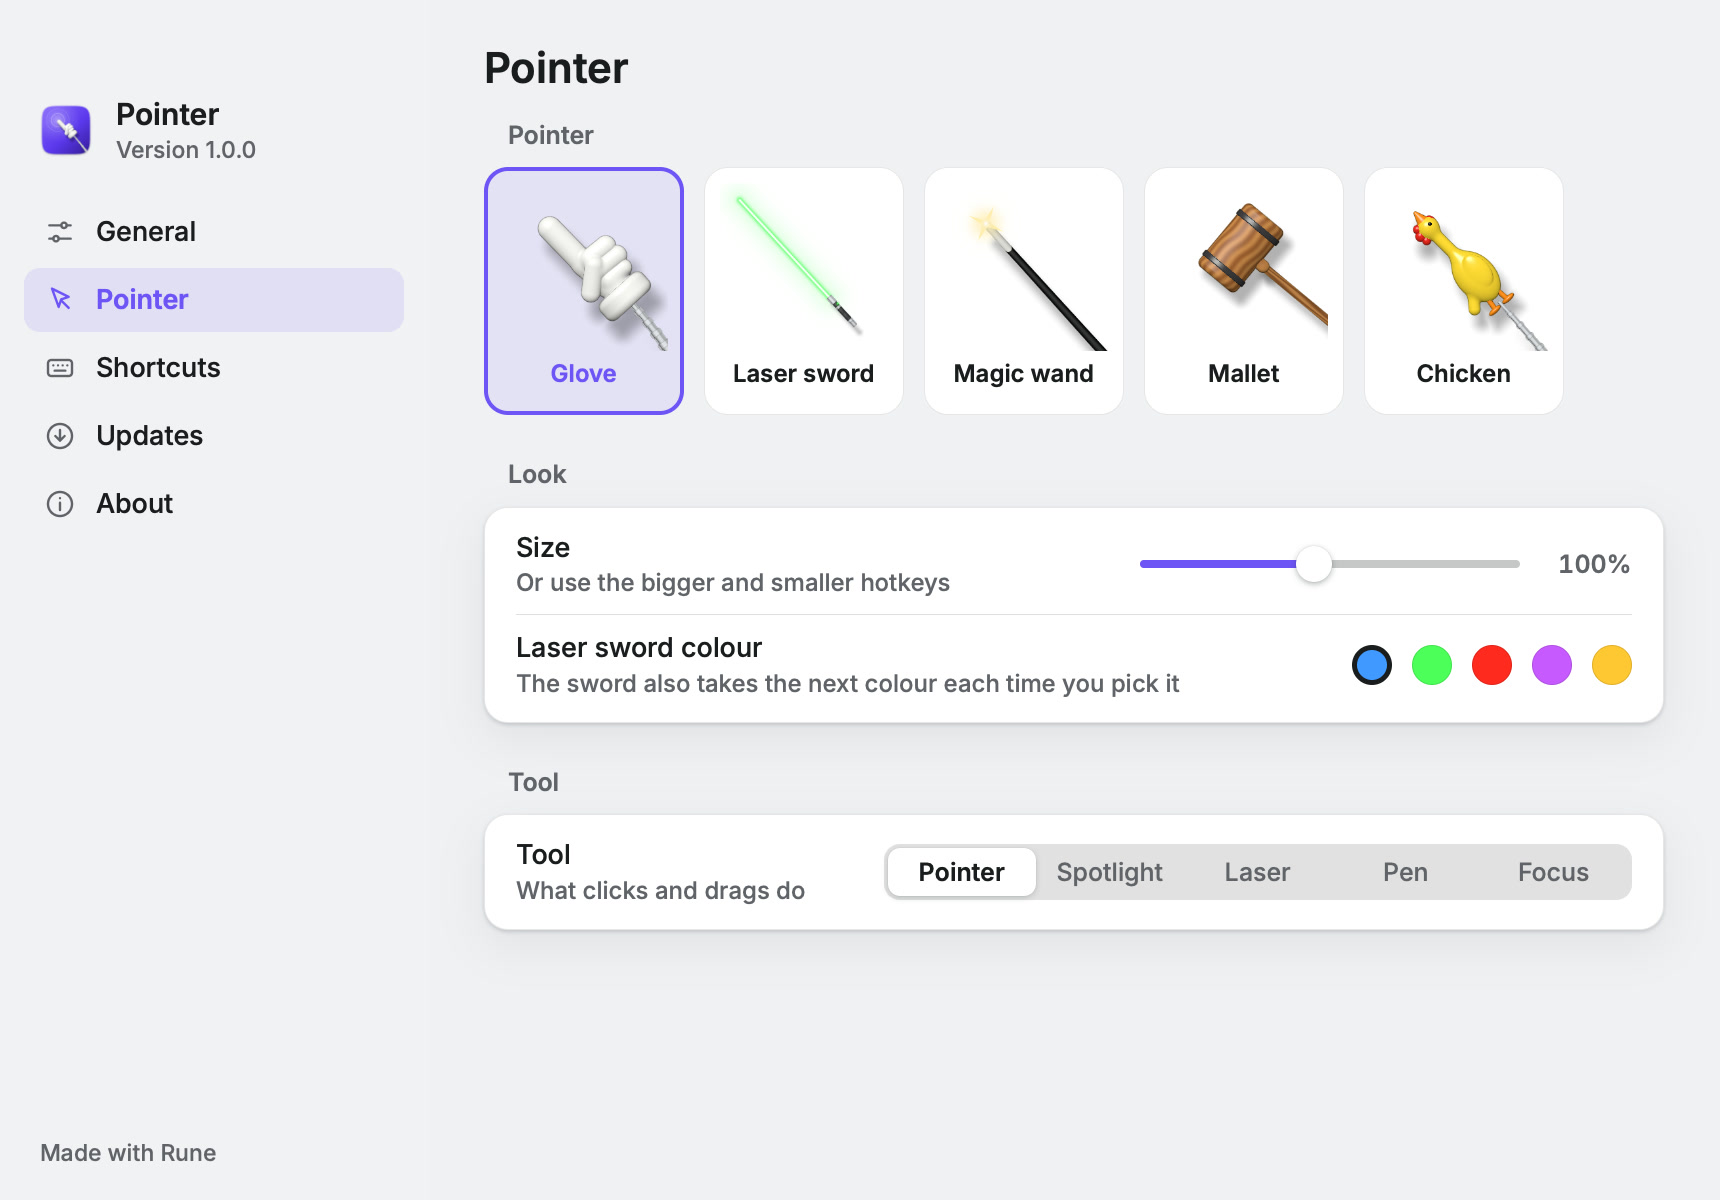 Pointer
Version 1.0.0
General
Pointer
Shortcuts
Updates
About
Made with Rune
Pointer
Pointer
Glove
Laser sword
Magic wand
Mallet
Chicken
Look
Size
Or use the bigger and smaller hotkeys
100%
Laser sword colour
The sword also takes the next colour each time you pick it
Tool
Tool
What clicks and drags do
Pointer
Spotlight
Laser
Pen
Focus